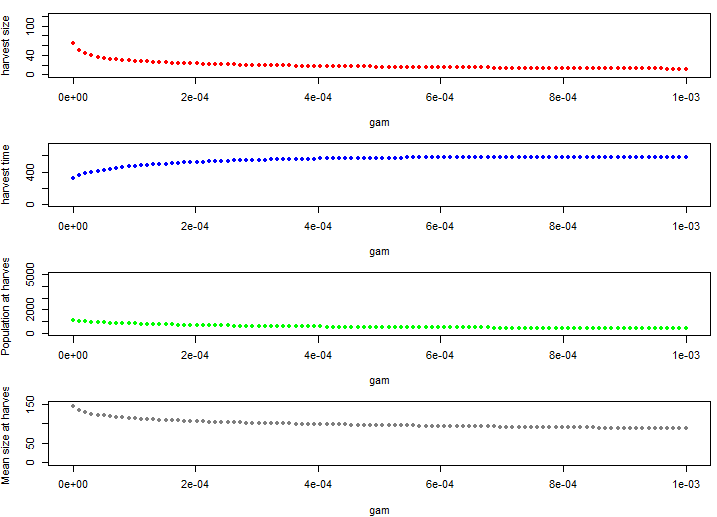 harvest size
0 40 100
0e+00 2e-04 4e-04 6e-04 8e-04 1e-03
gam
harvest time
0 400
0e+00 2e-04 4e-04 6e-04 8e-04 1e-03
gam
Population at harves
0 2000 5000
0e+00 2e-04 4e-04 6e-04 8e-04 1e-03
gam
Mean size at harves
0 50 150
0e+00 2e-04 4e-04 6e-04 8e-04 1e-03
gam